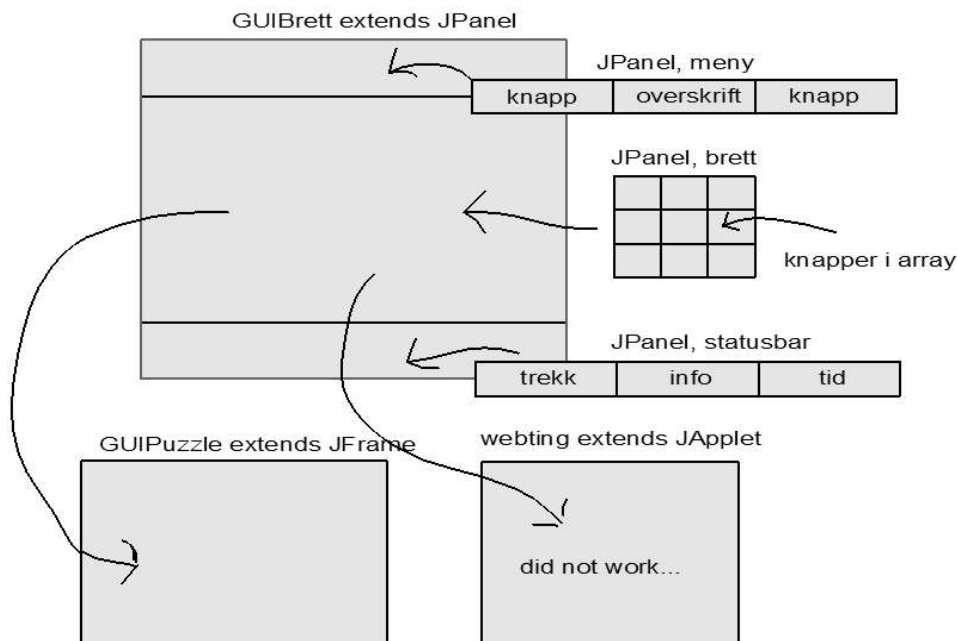 GUIBrett extends JPanel
JPanel, meny
knapp overskrift knapp
JPanel, brett
knapper i array
JPanel, statusbar
trekk info tid
GUIPuzzle extends JFrame
webting extends JApplet
did not work...